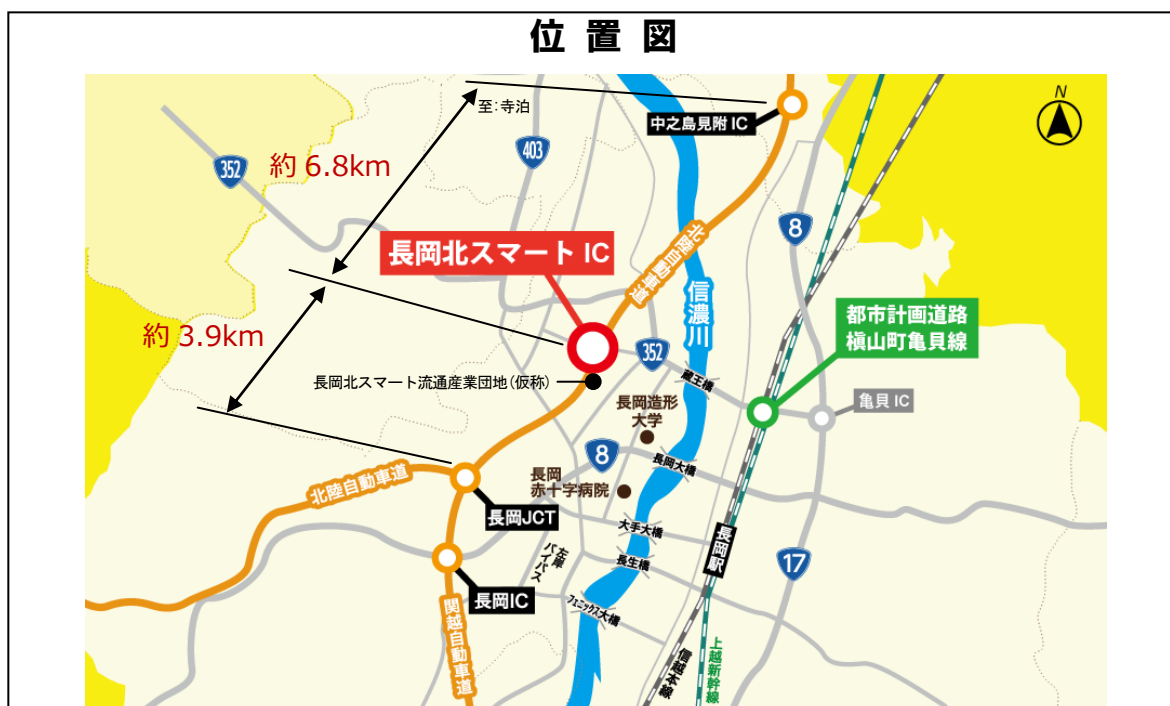 位 置 図
至:寺泊
中之島見附 IC
N
403
352
約 6.8km
8
北陸自動車道
長岡北スマート IC
信濃川
都市計画道路
槇山町亀貝線
約 3.9km
352
長岡北スマート流通産業団地(仮称)
蔵王橋
亀貝 IC
長岡造形
大学
8
長岡大橋
北陸自動車道
長岡
赤十字病院
長岡JCT
大手大橋
長岡駅
左岸
バイパス
長生橋
17
長岡IC
フェニックス大橋
関越自動車道
信越本線
上越新幹線